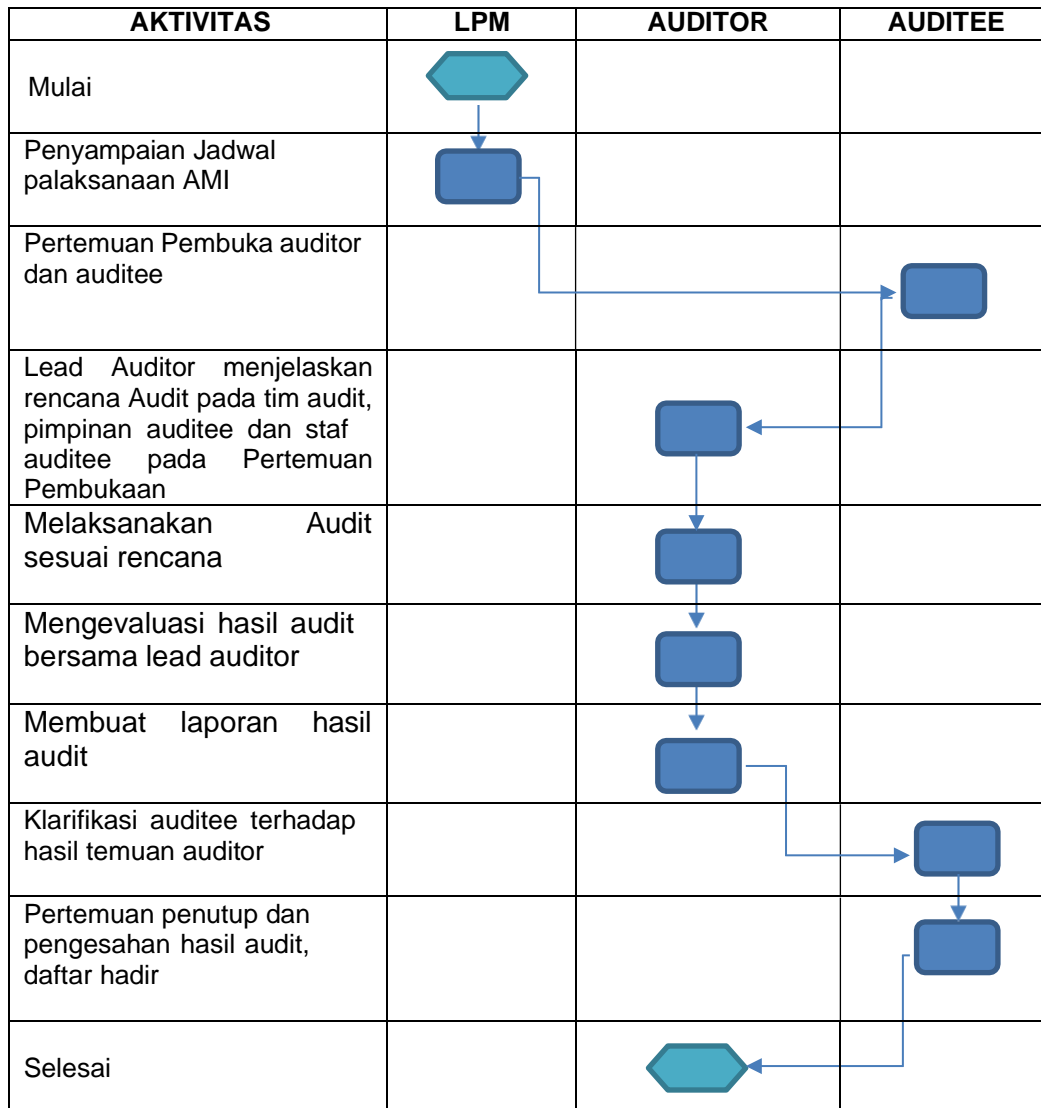 AKTIVITAS LPM AUDITOR AUDITEE
Mulai
Penyampaian Jadwal
palaksanaan AMI
Pertemuan Pembuka auditor
dan auditee
Lead Auditor menjelaskan
rencana Audit pada tim audit,
pimpinan auditee dan staf
auditee pada Pertemuan
Pembukaan
Melaksanakan Audit
sesuai rencana
Mengevaluasi hasil audit
bersama lead auditor
Membuat laporan hasil
audit
Klarifikasi auditee terhadap
hasil temuan auditor
Pertemuan penutup dan
pengesahan hasil audit,
daftar hadir
Selesai